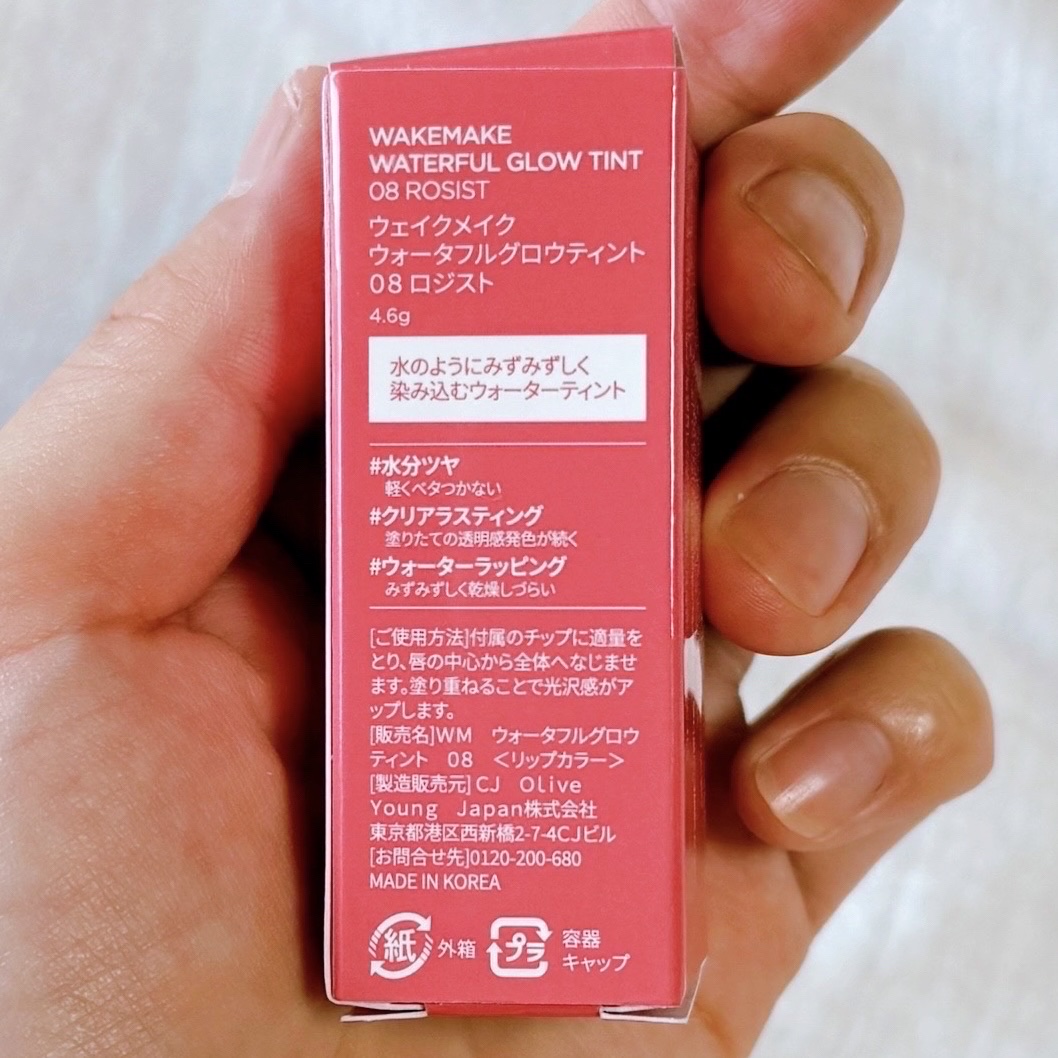 WAKEMAKE
WATERFUL GLOW TINT
08 ROSIST
ウェイクメイク
ウォータフルグロウティント
08 ロジスト
4.6g
水のようにみずみずしく
染み込むウォーターティント
#水分ツヤ
軽くベタつかない
#クリアラスティング
塗りたての透明感発色が続く
#ウォーターラッピング
みずみずしく乾燥しづらい
[ご使用方法]付属のチップに適量を
とり、唇の中心から全体へなじませ
ます。塗り重ねることで光沢感がア
ップします。
[販売名]WM ウォータフルグロウ
ティント 08 <リップカラー>
[製造販売元]CJ Olive
Young Japan株式会社
東京都港区西新橋2-7-4CJビル
[お問合せ先]0120-200-680
MADE IN KOREA
紙 外箱 プラ 容器
キャップ